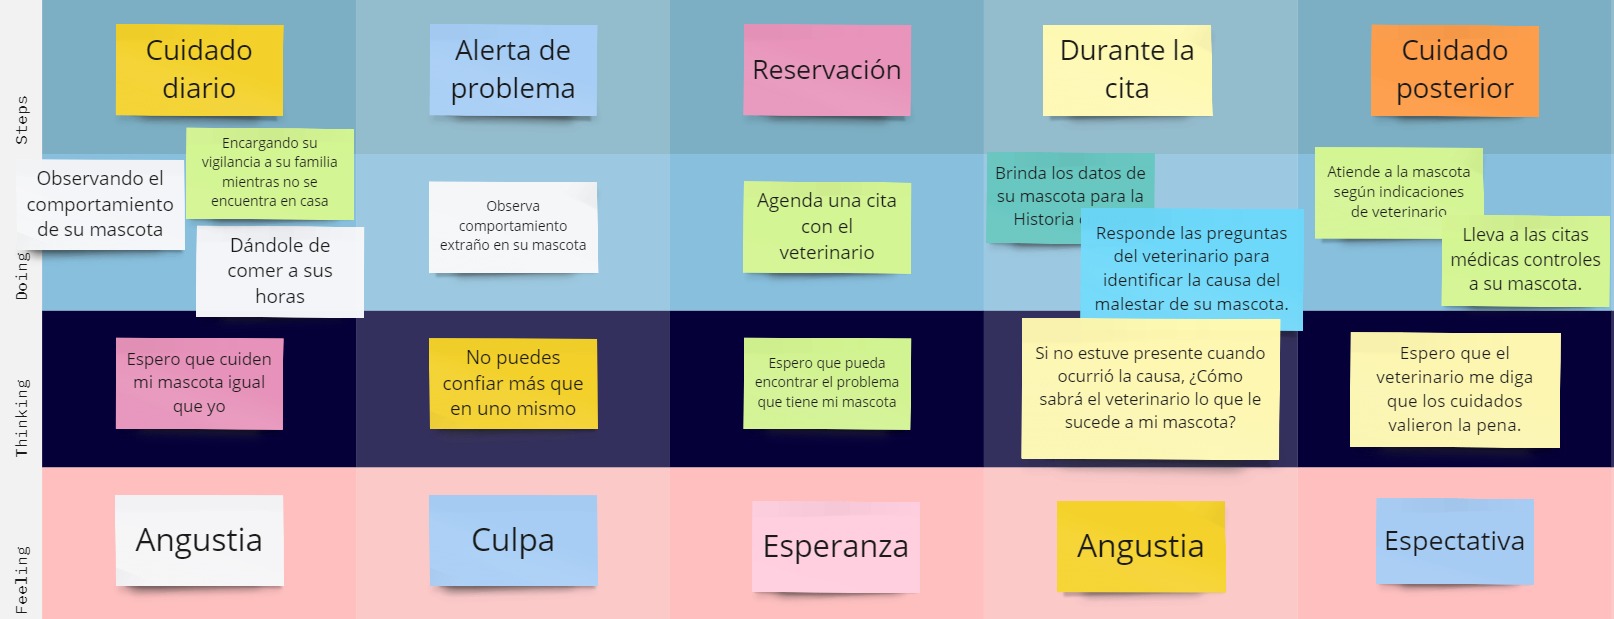 Steps
Cuidado
diario
Alerta de
problema
Reservación
Durante la
cita
Cuidado
posterior
Doing
Observando el
comportamiento
de su mascota
Encargando su
vigilancia a su familia
mientras no se
encuentra en casa
Dándole de
comer a sus
horas
Observa
comportamiento
extraño en su mascota
Agenda una cita
con el
veterinario
Brinda los datos de
su mascota para la
Historia
Responde las preguntas
del veterinario para
identificar la causa del
malestar de su mascota.
Atiende a la mascota
según indicaciones
de veterinario
Lleva a las citas
médicas controles
a su mascota.
Thinking
Espero que cuiden
mi mascota igual
que yo
No puedes
confiar más que
en uno mismo
Espero que pueda
encontrar el problema
que tiene mi mascota
Si no estuve presente cuando
ocurrió la causa, ¿Cómo
sabrá el veterinario lo que le
sucede a mi mascota?
Espero que el
veterinario me diga
que los cuidados
valieron la pena.
Feeling
Angustia
Culpa
Esperanza
Angustia
Espectativa